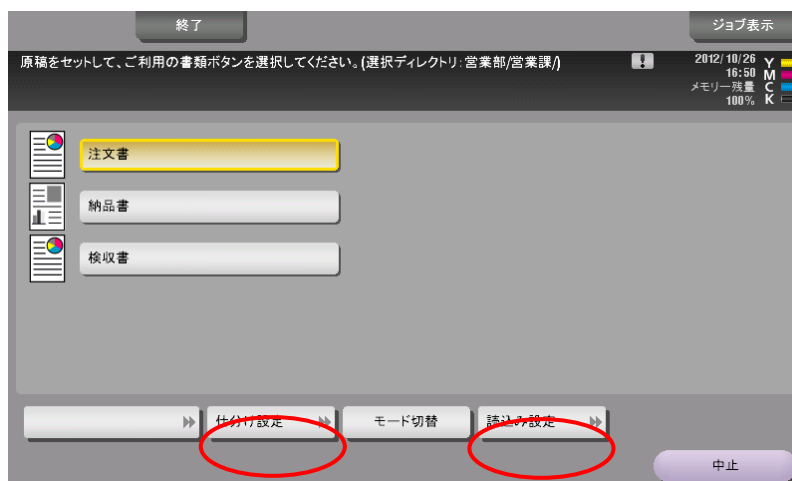 終了
ジョブ表示
原稿をセットして、ご利用の書類ボタンを選択してください。(選択ディレクトリ:営業部/営業課/)
2012/10/26
16:50
メモリー残量
100%
Y
M
C
K
注文書
納品書
検収書
仕分け設定
モード切替
読込み設定
中止